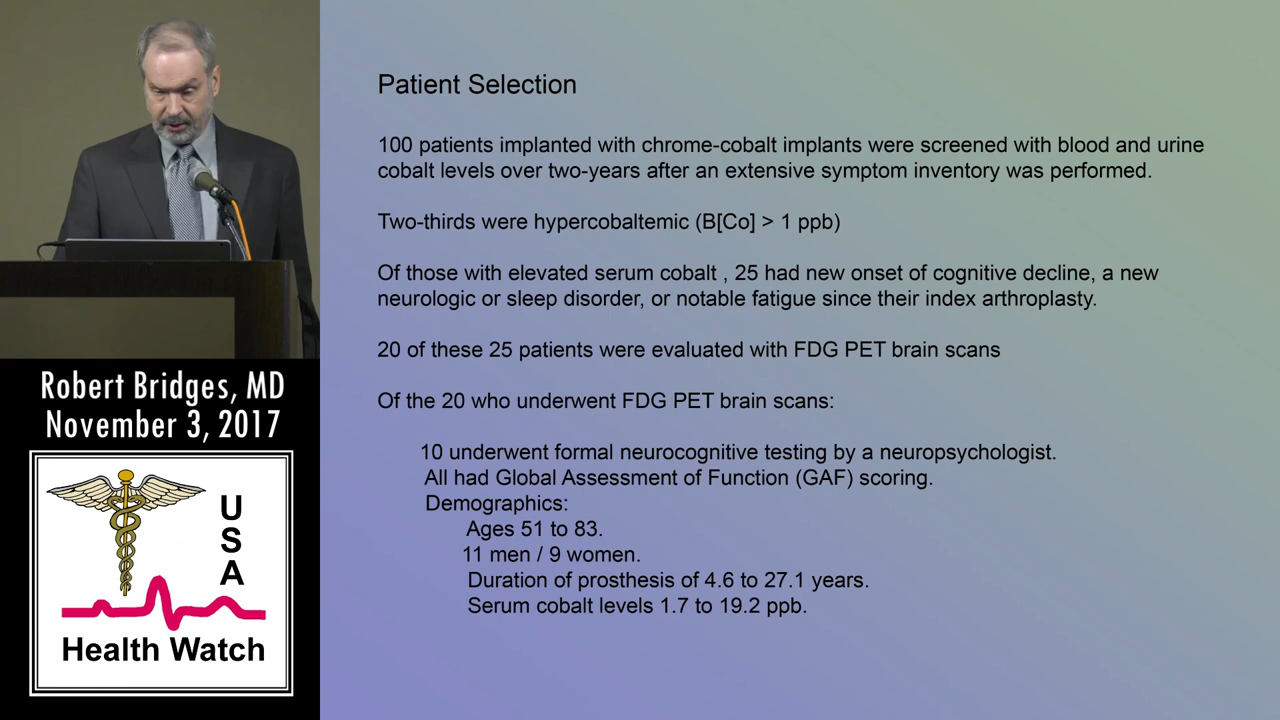 Patient Selection
100 patients implanted with chrome-cobalt implants were screened with blood and urine
cobalt levels over two-years after an extensive symptom inventory was performed.
Two-thirds were hypercobaltemic (B[Co] > 1 ppb)
Of those with elevated serum cobalt , 25 had new onset of cognitive decline, a new
neurologic or sleep disorder, or notable fatigue since their index arthroplasty.
20 of these 25 patients were evaluated with FDG PET brain scans
Of the 20 who underwent FDG PET brain scans:
10 underwent formal neurocognitive testing by a neuropsychologist.
All had Global Assessment of Function (GAF) scoring.
Demographics:
Ages 51 to 83.
11 men / 9 women.
Duration of prosthesis of 4.6 to 27.1 years.
Serum cobalt levels 1.7 to 19.2 ppb.
Robert Bridges, MD
November 3, 2017
USA
Health Watch